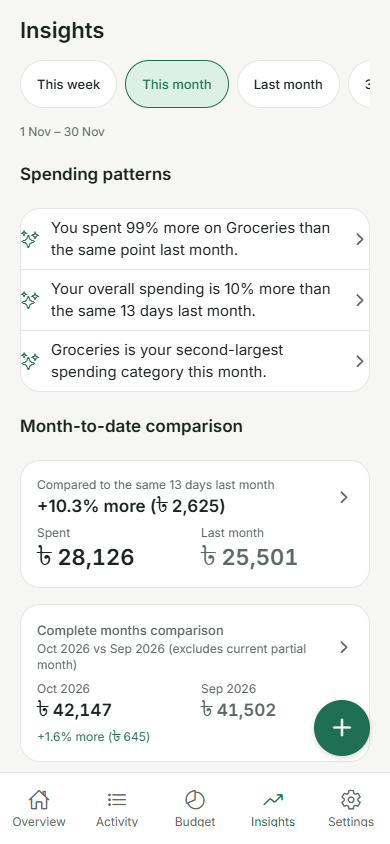 Insights
This week
This month
Last month
1 Nov – 30 Nov
Spending patterns
You spent 99% more on Groceries than
the same point last month.
Your overall spending is 10% more than
the same 13 days last month.
Groceries is your second-largest
spending category this month.
Month-to-date comparison
Compared to the same 13 days last month
+10.3% more (৳ 2,625)
Spent
Last month
৳ 28,126
৳ 25,501
Complete months comparison
Oct 2026 vs Sep 2026 (excludes current partial
month)
Oct 2026
Sep 2026
৳ 42,147
৳ 41,502
+1.6% more (৳ 645)
Overview
Activity
Budget
Insights
Settings